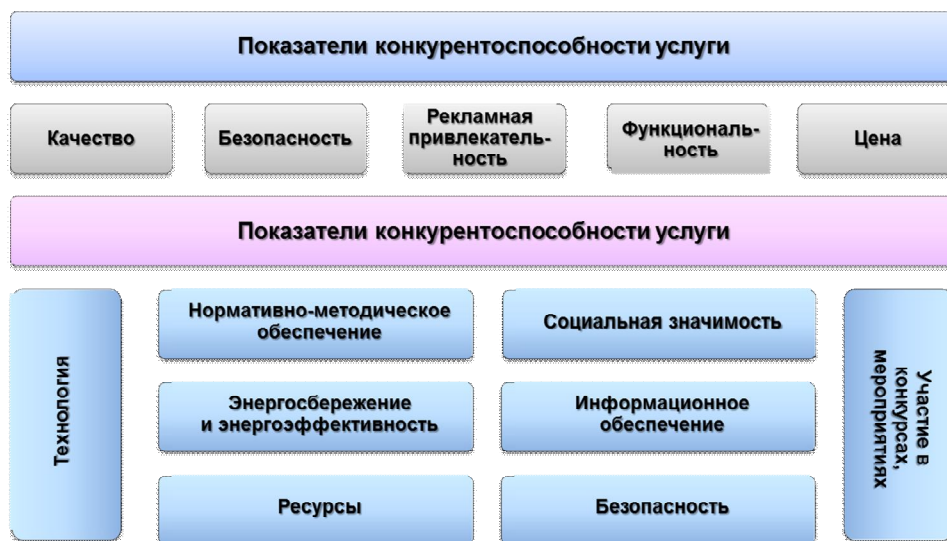 Показатели конкурентоспособности услуги
Качество
Безопасность
Рекламная
привлекатель-
ность
Функциональ-
ность
Цена
Показатели конкурентоспособности услуги
Технология
Нормативно-методическое
обеспечение
Социальная значимость
Энергосбережение
и энергоэффективность
Информационное
обеспечение
Ресурсы
Безопасность
Участие в
конкурсах,
мероприятиях